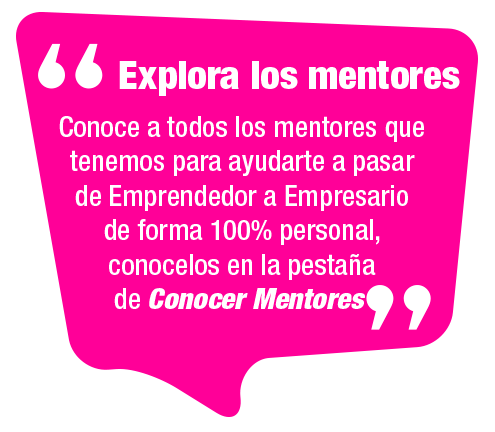 “ Explora los mentores
Conoce a todos los mentores que
tenemos para ayudarte a pasar
de Emprendedor a Empresario
de forma 100% personal,
conocelos en la pestaña
de Conocer Mentores ”